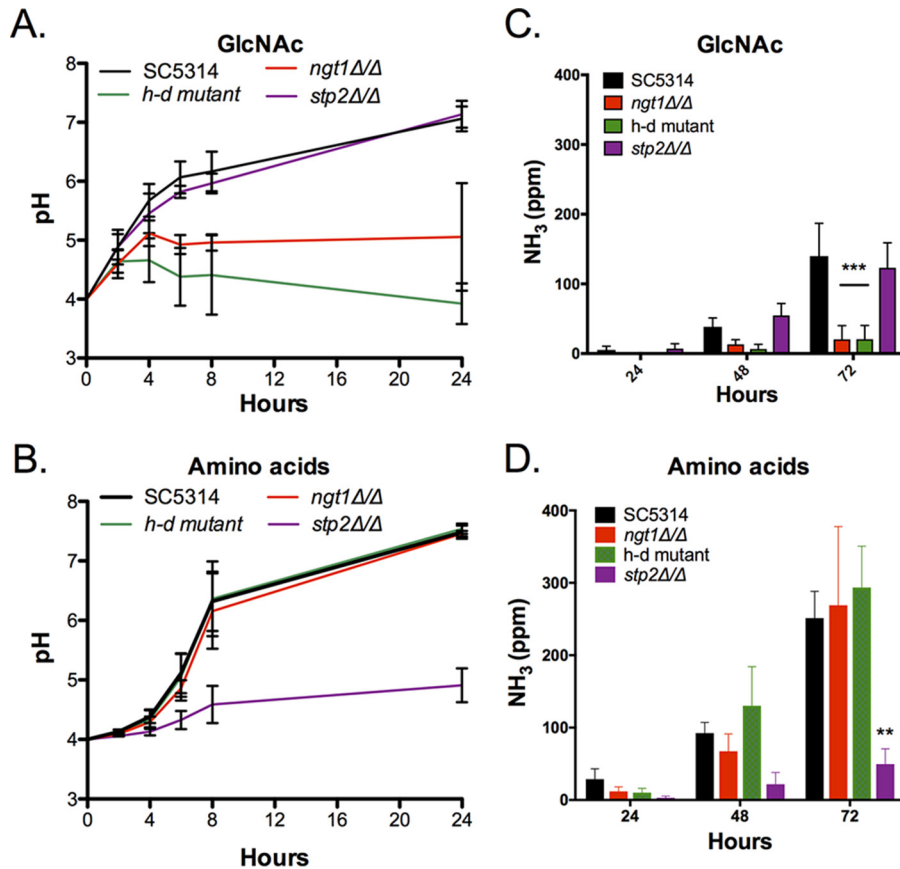 A.
GlcNAc
SC5314
ngt1Δ/Δ
h-d mutant
stp2Δ/Δ
8
7
6
5
4
3
pH
0 4 8 12 16 20 24
Hours
B.
Amino acids
SC5314
ngt1Δ/Δ
h-d mutant
stp2Δ/Δ
8
7
6
5
4
3
pH
0 4 8 12 16 20 24
Hours
C.
GlcNAc
SC5314
ngt1Δ/Δ
h-d mutant
stp2Δ/Δ
400
300
200
100
0
NH3 (ppm)
***
24 48 72
Hours
D.
Amino acids
SC5314
ngt1Δ/Δ
h-d mutant
stp2Δ/Δ
400
300
200
100
0
NH3 (ppm)
**
24 48 72
Hours